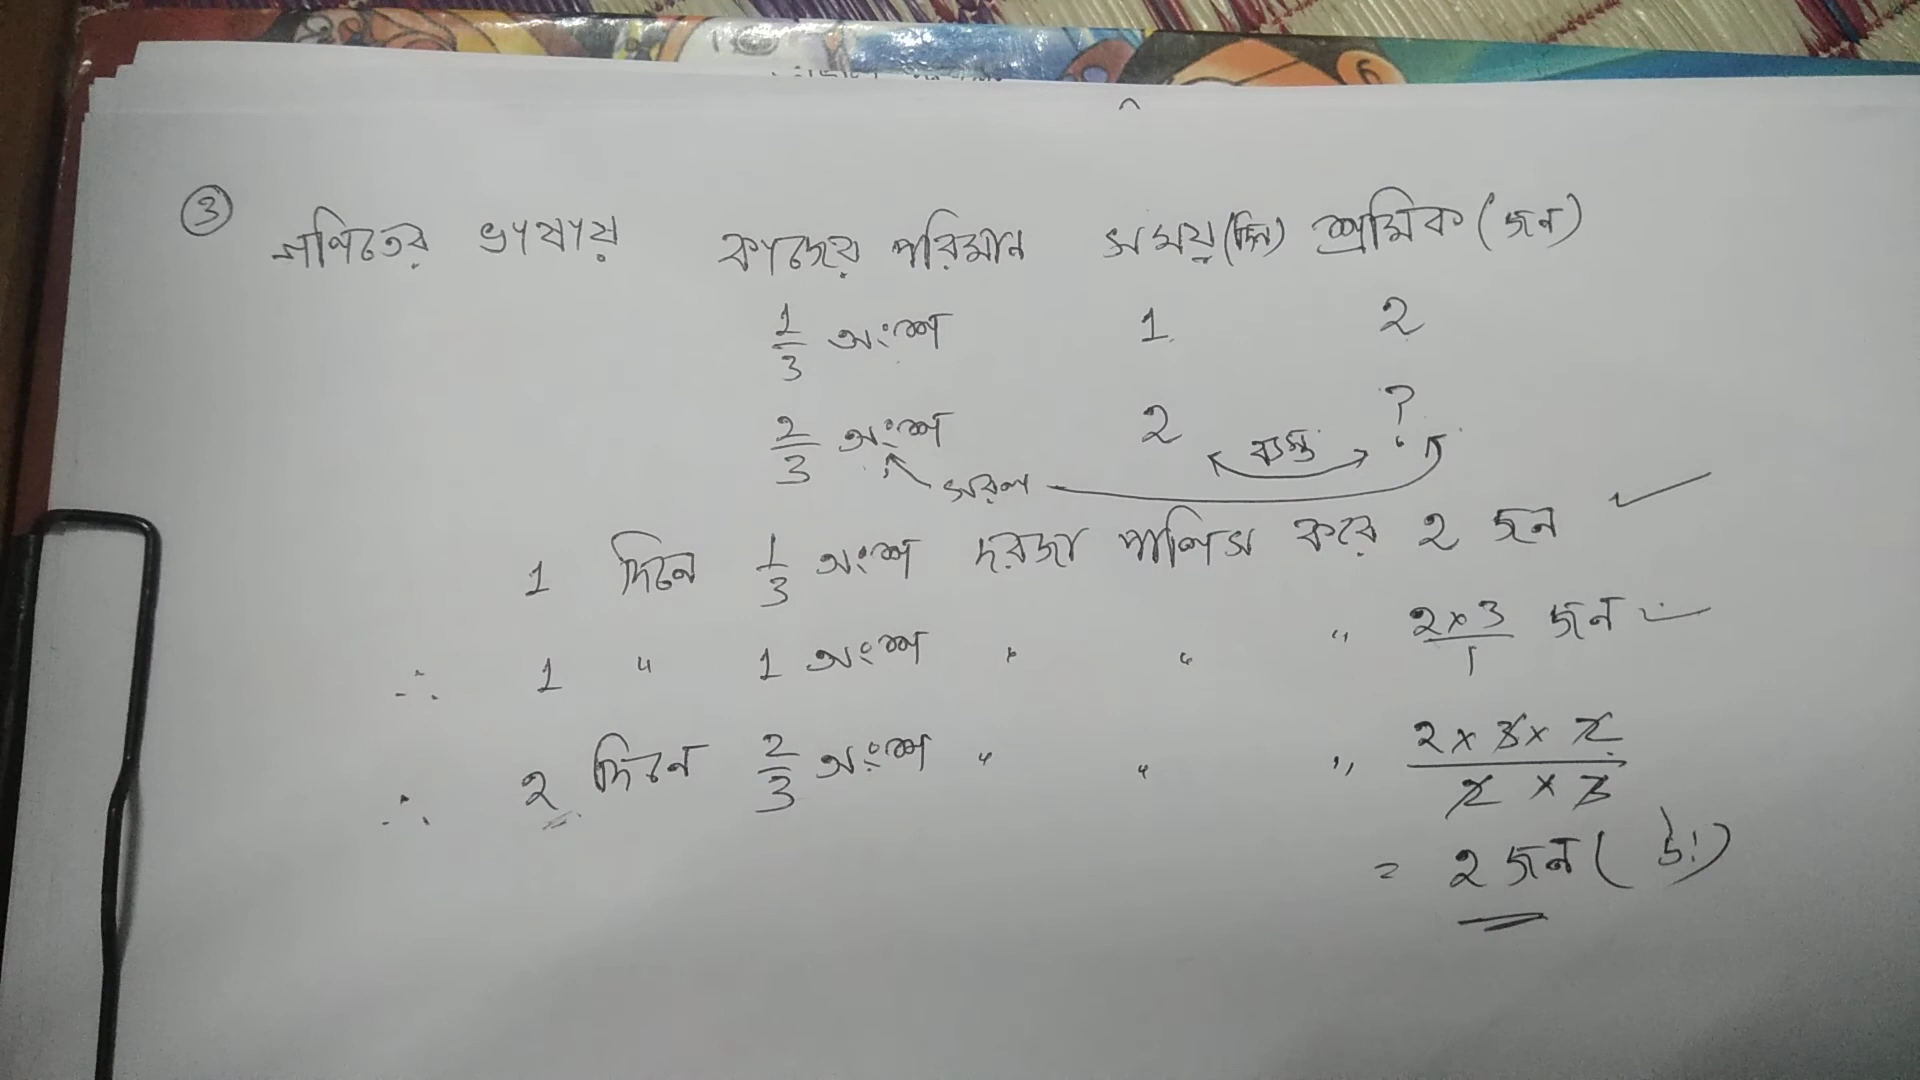 ③ গণিতের ভাষায় কাজের পরিমান সময়(দিন) শ্রমিক(জন)
1/3 অংশ 1 2
2/3 অংশ 2 ?
সরল ব্যস্ত
1 দিনে 1/3 অংশ দরজা পালিস করে 2 জন
∴ 1 " 1 অংশ " " " 2×3/1 জন
∴ 2 দিনে 2/3 অংশ " " " 2×3×2/2×3
= 2 জন (উঃ)